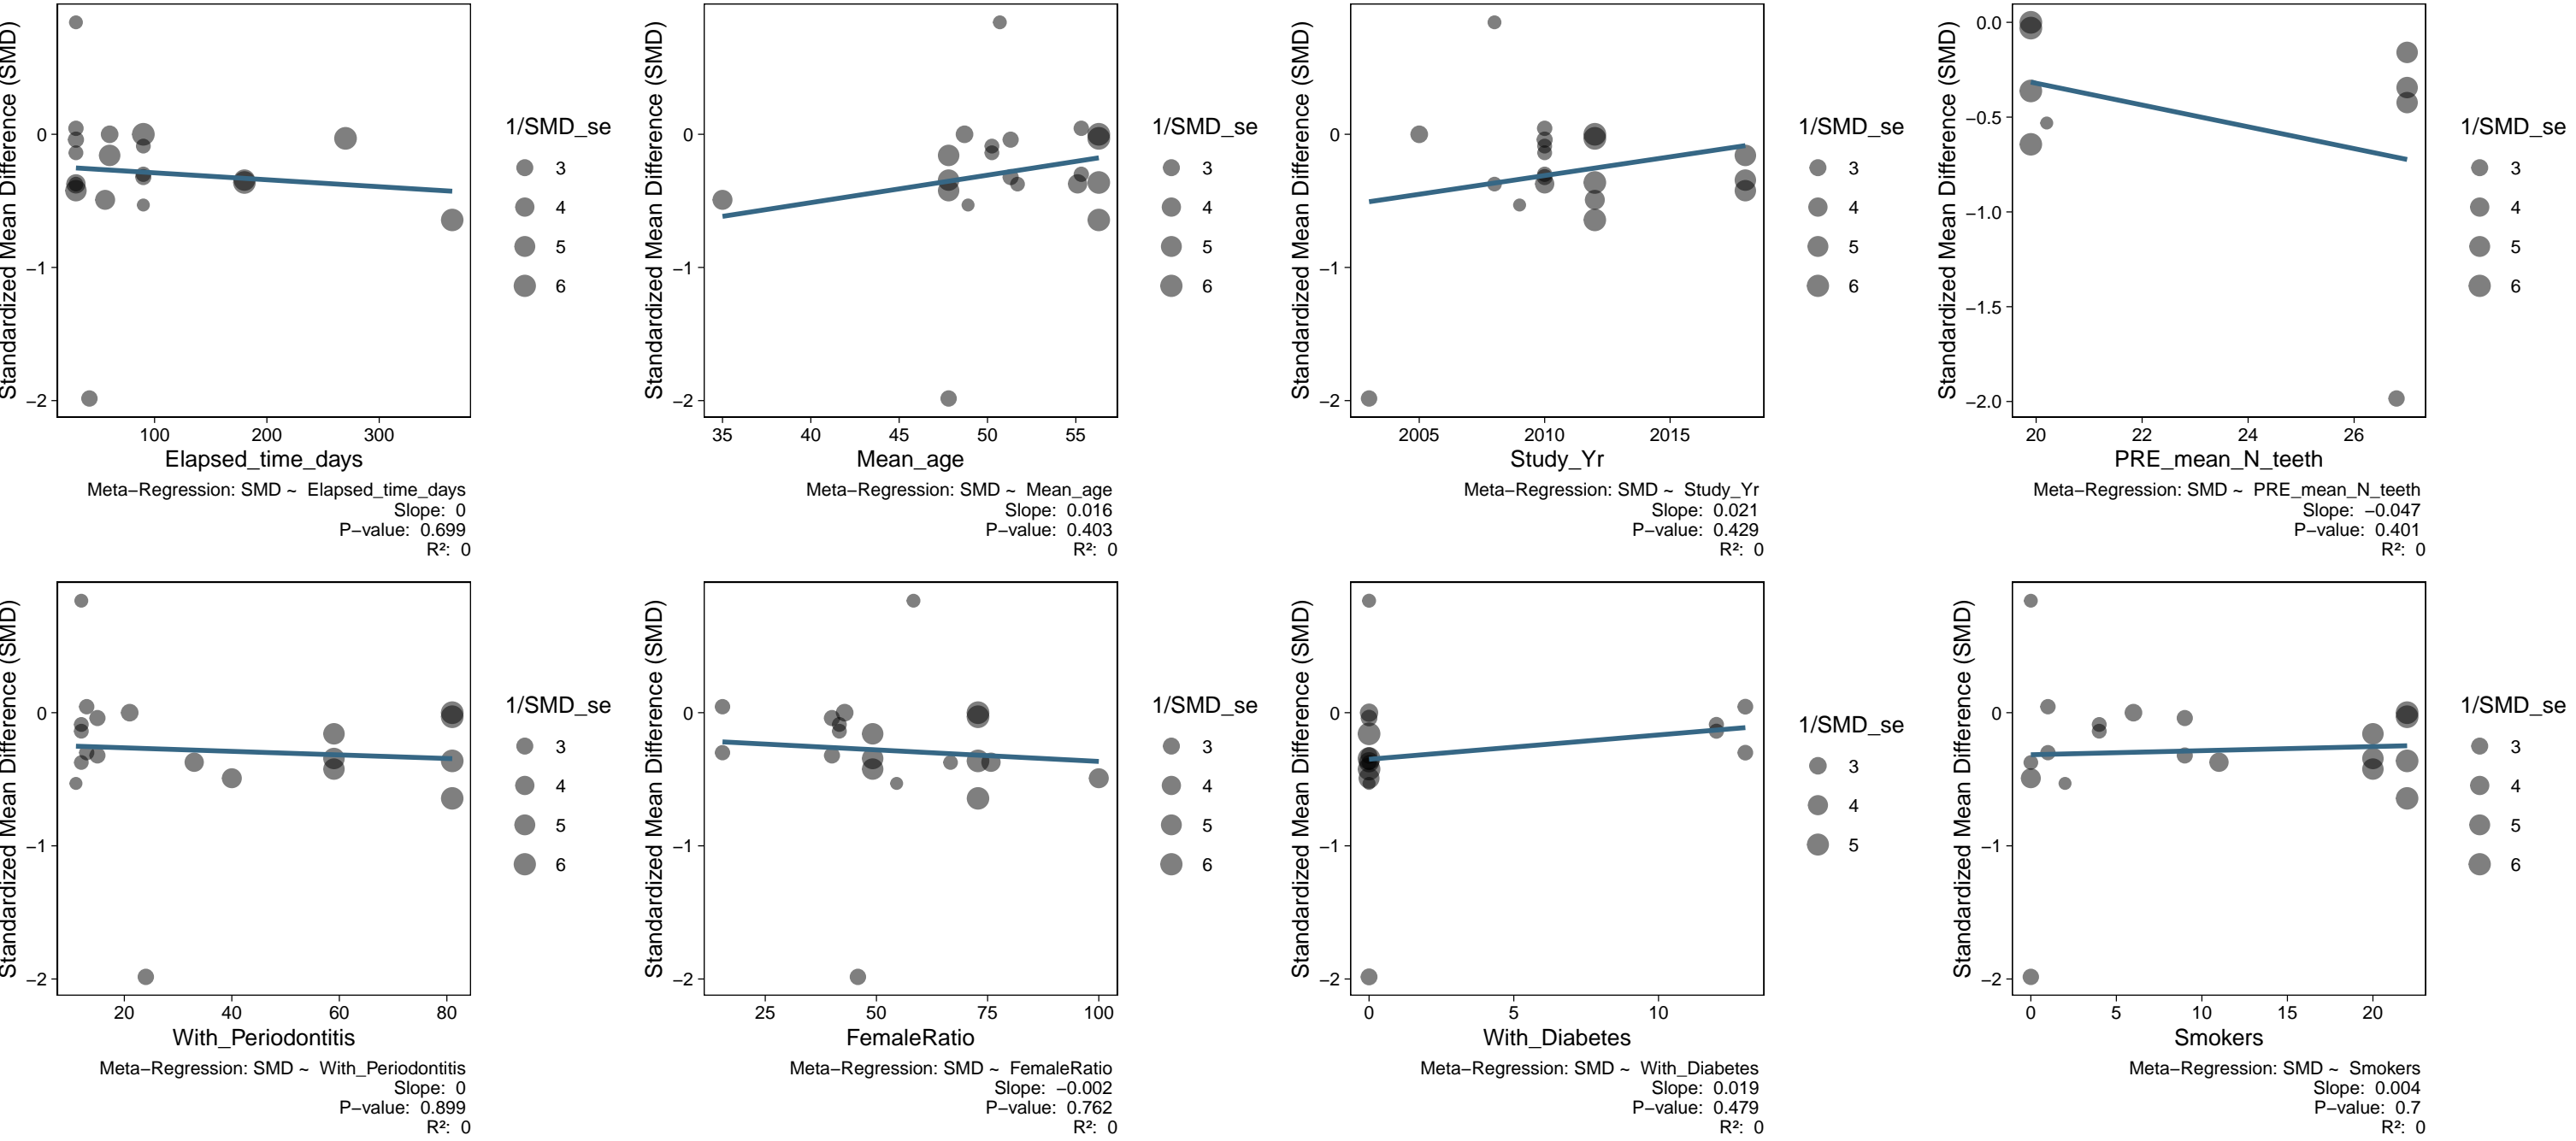 Standardized Mean Difference (SMD)
0
−1
−2
100 200 300
Elapsed_time_days
Meta−Regression: SMD ~ Elapsed_time_days
Slope: 0
P−value: 0.699
R²: 0
1/SMD_se
3
4
5
6
Standardized Mean Difference (SMD)
0
−1
−2
35 40 45 50 55
Mean_age
Meta−Regression: SMD ~ Mean_age
Slope: 0.016
P−value: 0.403
R²: 0
1/SMD_se
3
4
5
6
Standardized Mean Difference (SMD)
0
−1
−2
2005 2010 2015
Study_Yr
Meta−Regression: SMD ~ Study_Yr
Slope: 0.021
P−value: 0.429
R²: 0
1/SMD_se
3
4
5
6
Standardized Mean Difference (SMD)
0.0
−0.5
−1.0
−1.5
−2.0
20 22 24 26
PRE_mean_N_teeth
Meta−Regression: SMD ~ PRE_mean_N_teeth
Slope: −0.047
P−value: 0.401
R²: 0
1/SMD_se
3
4
5
6
Standardized Mean Difference (SMD)
0
−1
−2
20 40 60 80
With_Periodontitis
Meta−Regression: SMD ~ With_Periodontitis
Slope: 0
P−value: 0.899
R²: 0
1/SMD_se
3
4
5
6
Standardized Mean Difference (SMD)
0
−1
−2
25 50 75 100
FemaleRatio
Meta−Regression: SMD ~ FemaleRatio
Slope: −0.002
P−value: 0.762
R²: 0
1/SMD_se
3
4
5
6
Standardized Mean Difference (SMD)
0
−1
−2
0 5 10
With_Diabetes
Meta−Regression: SMD ~ With_Diabetes
Slope: 0.019
P−value: 0.479
R²: 0
1/SMD_se
3
4
5
Standardized Mean Difference (SMD)
0
−1
−2
0 5 10 15 20
Smokers
Meta−Regression: SMD ~ Smokers
Slope: 0.004
P−value: 0.7
R²: 0
1/SMD_se
3
4
5
6